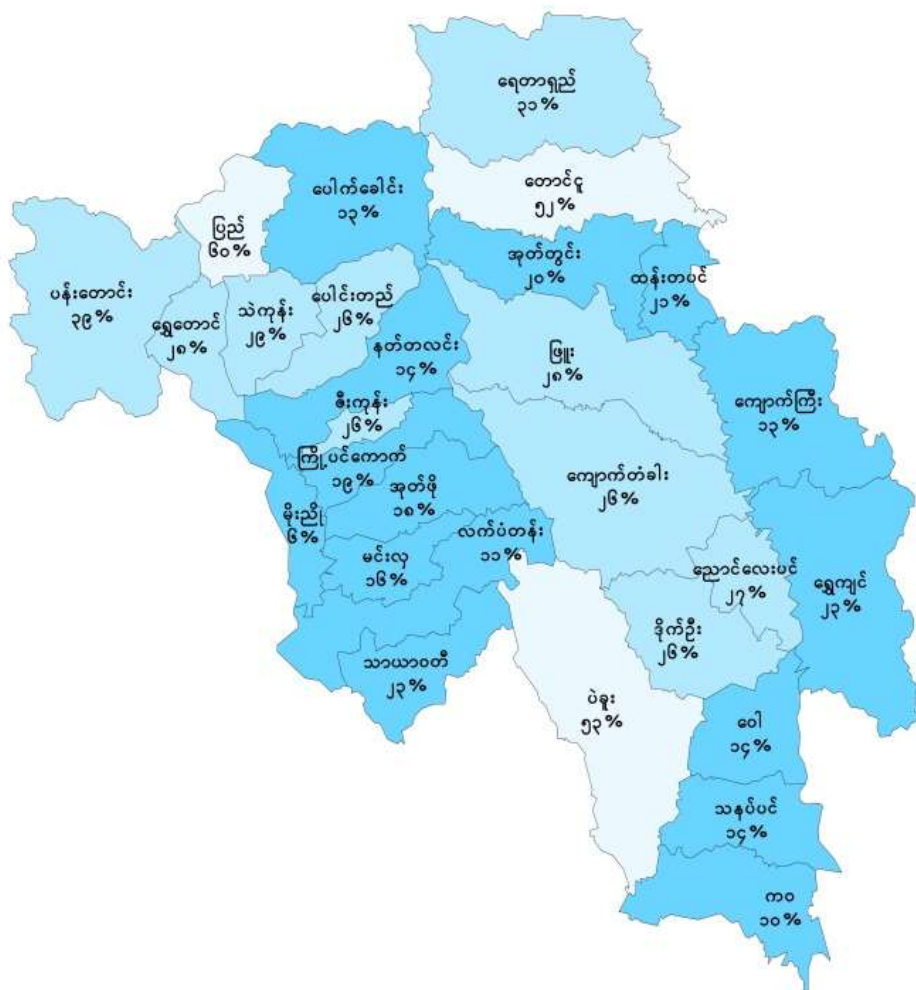 ရေတာရှည်
၃၁%
တောင်ငူ
၅၂%
ပေါက်ခေါင်း
၁၃%
ပြည်
၆၀%
အုတ်တွင်း
၂၀%
ထန်းတပင်
၂၁%
ပန်းတောင်း
၃၉%
ရွှေတောင်
၂၈%
သဲကုန်း
၂၉%
ပေါင်းတည်
၂၆%
နတ်တလင်း
၁၄%
ဖြူး
၂၈%
ကျောက်ကြီး
၁၃%
ဇီးကုန်း
၂၆%
ကြို့ပင်ကောက်
၁၉%
အုတ်ဖို
၁၈%
ကျောက်တံခါး
၂၆%
မိုးညို
၆%
မင်းလှ
၁၆%
လက်ပံတန်း
၁၁%
ညောင်လေးပင်
၂၇%
ရွှေကျင်
၂၃%
ဒိုက်ဦး
၂၆%
သာယာဝတီ
၂၃%
ပဲခူး
၅၃%
ဝေါ
၁၄%
သနပ်ပင်
၁၄%
ကဝ
၁၀%